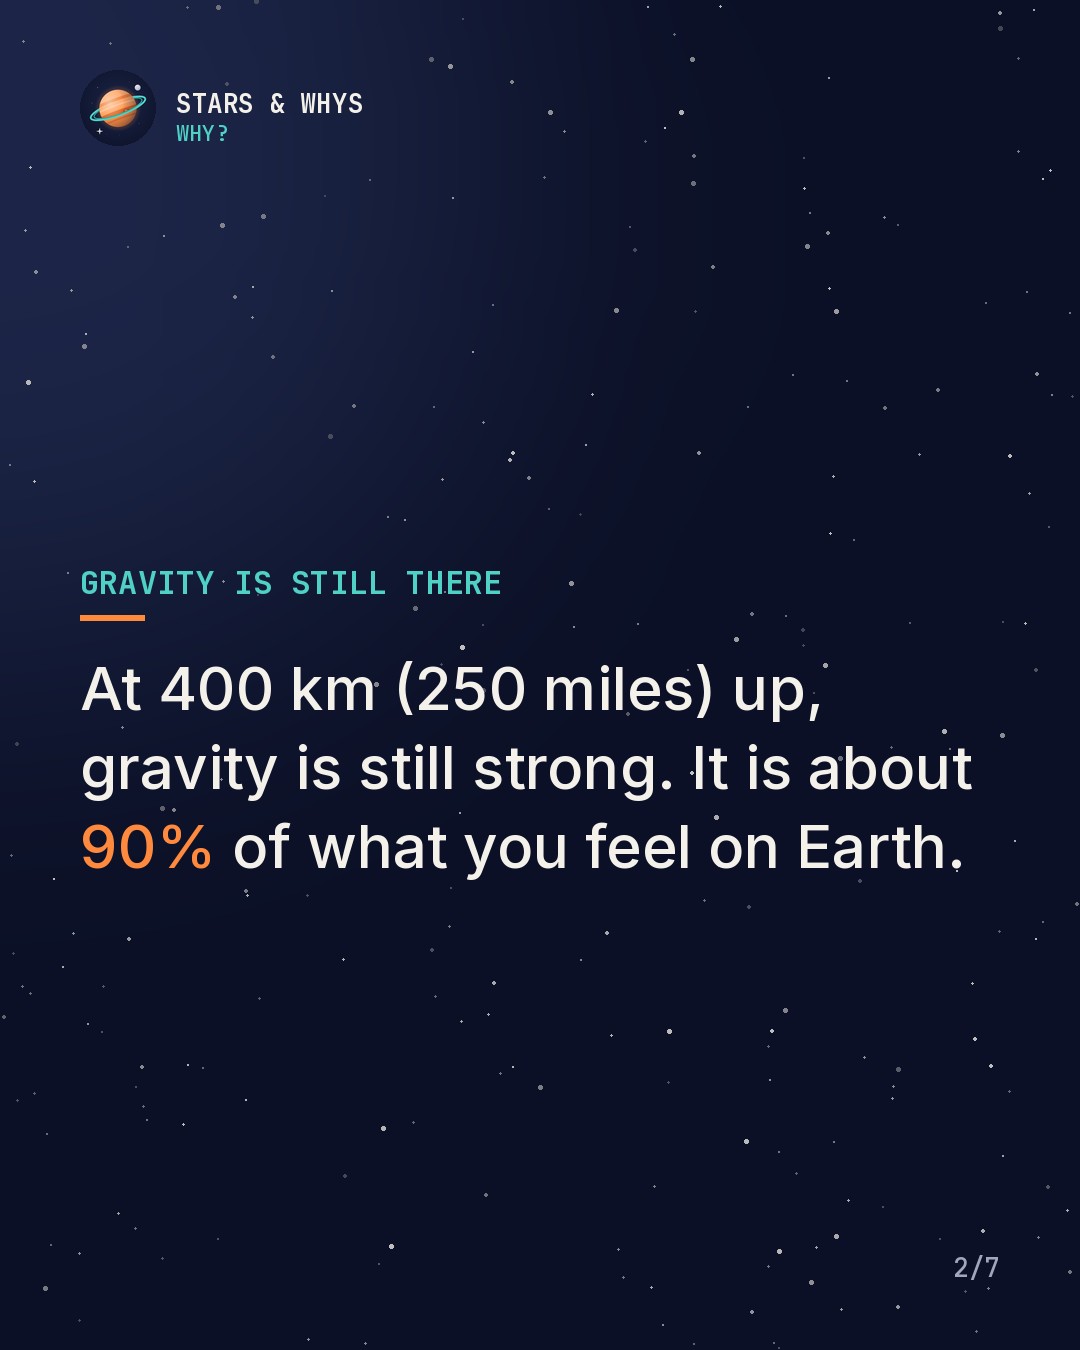 STARS & WHYS
WHY?
GRAVITY IS STILL THERE
At 400 km (250 miles) up,
gravity is still strong. It is about
90% of what you feel on Earth.
2/7